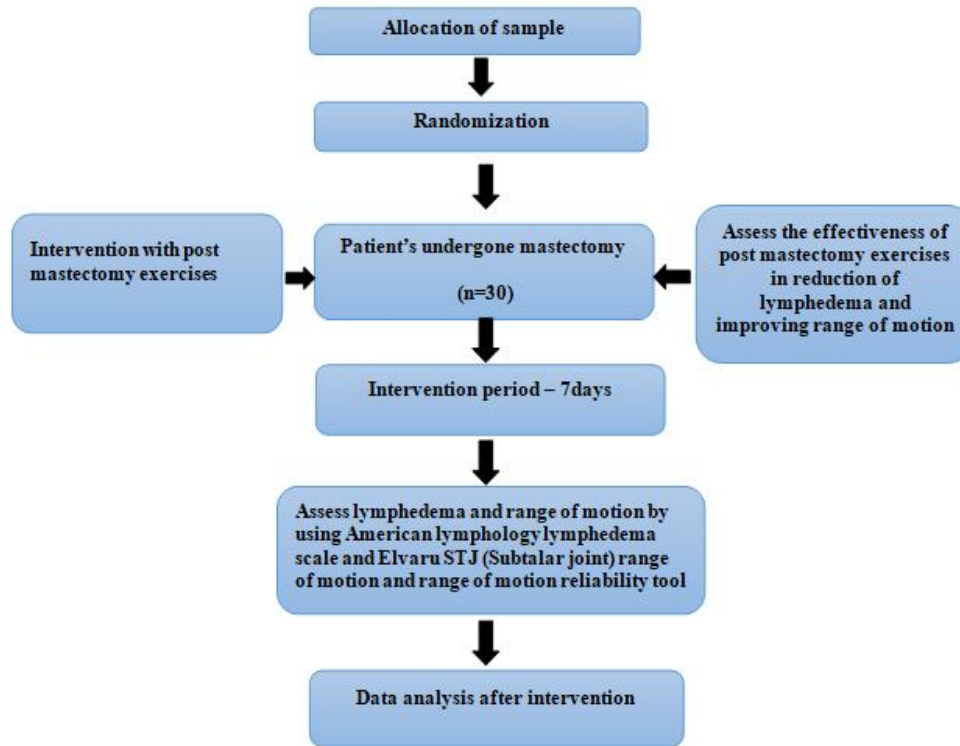 Allocation of sample
Randomization
Intervention with post
mastectomy exercises
Patient's undergone mastectomy
(n=30)
Assess the effectiveness of
post mastectomy exercises
in reduction of
lymphedema and
improving range of motion
Intervention period – 7days
Assess lymphedema and range of motion by
using American lymphology lymphedema
scale and Elvaru STJ (Subtalar joint) range
of motion and range of motion reliability tool
Data analysis after intervention